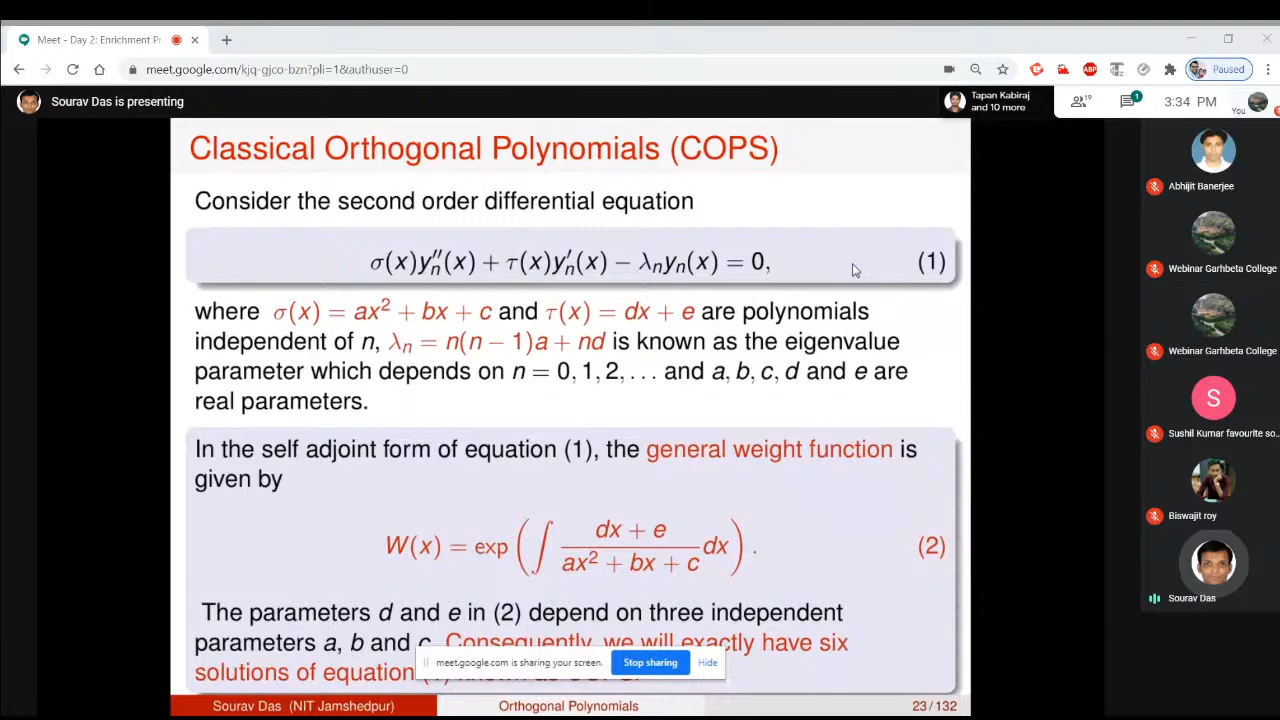 Meet - Day 2: Enrichment Pr
meet.google.com/kjq-gjco-bzn?pli=1&authuser=0
ABP
Paused
Sourav Das is presenting
Tapan Kabiraj
and 10 more
19
1
3:34 PM
You
Classical Orthogonal Polynomials (COPS)
Consider the second order differential equation
σ(x)y″ₙ(x) + τ(x)y′ₙ(x) − λₙyₙ(x) = 0, (1)
where σ(x) = ax² + bx + c and τ(x) = dx + e are polynomials
independent of n, λₙ = n(n − 1)a + nd is known as the eigenvalue
parameter which depends on n = 0, 1, 2, . . . and a, b, c, d and e are
real parameters.
In the self adjoint form of equation (1), the general weight function is
given by
W(x) = exp(∫ (dx + e)/(ax² + bx + c) dx). (2)
The parameters d and e in (2) depend on three independent
parameters a, b and c. Consequently, we will exactly have six
solutions of equation
meet.google.com is sharing your screen.
Stop sharing
Hide
Sourav Das (NIT Jamshedpur)
Orthogonal Polynomials
23 / 132
Abhijit Banerjee
Webinar Garhbeta College
Webinar Garhbeta College
S
Sushil Kumar favourite so...
Biswajit roy
Sourav Das